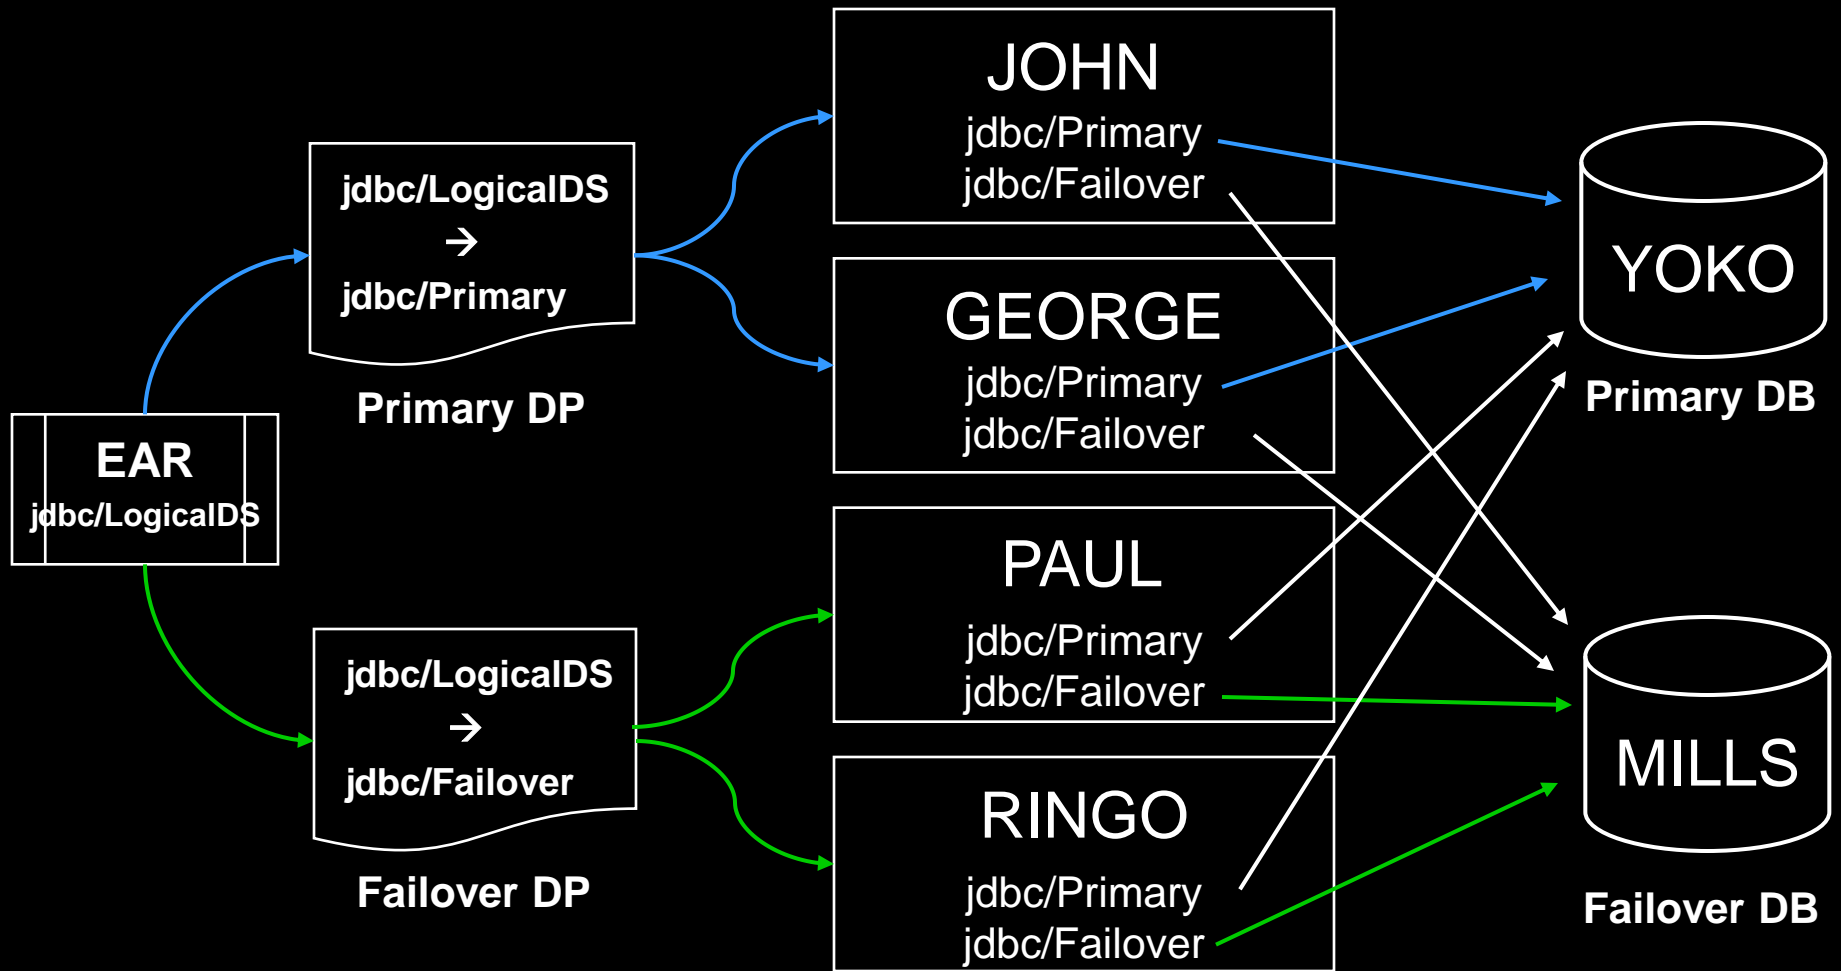 EAR
jdbc/LogicalDS
jdbc/LogicalDS
→
jdbc/Primary
Primary DP
jdbc/LogicalDS
→
jdbc/Failover
Failover DP
JOHN
jdbc/Primary
jdbc/Failover
GEORGE
jdbc/Primary
jdbc/Failover
PAUL
jdbc/Primary
jdbc/Failover
RINGO
jdbc/Primary
jdbc/Failover
YOKO
Primary DB
MILLS
Failover DB